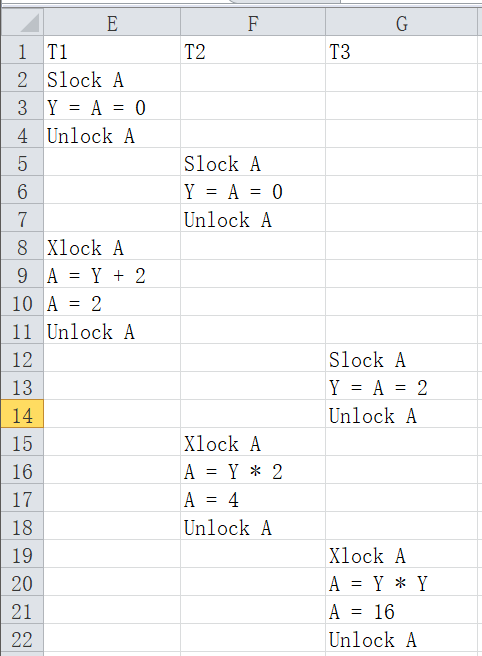 E F G
1 T1 T2 T3
2 Slock A
3 Y = A = 0
4 Unlock A
5 Slock A
6 Y = A = 0
7 Unlock A
8 Xlock A
9 A = Y + 2
10 A = 2
11 Unlock A
12 Slock A
13 Y = A = 2
14 Unlock A
15 Xlock A
16 A = Y * 2
17 A = 4
18 Unlock A
19 Xlock A
20 A = Y * Y
21 A = 16
22 Unlock A